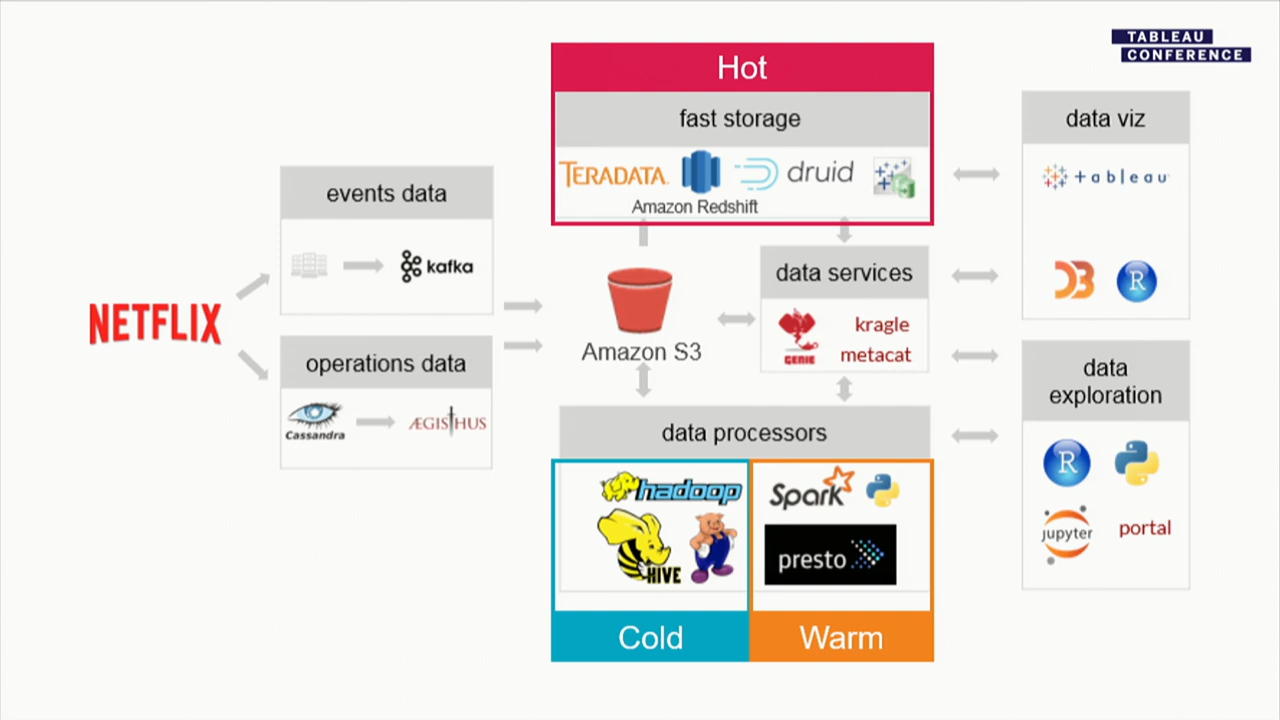 TABLEAU
CONFERENCE
Hot
fast storage
TERADATA.
druid
Amazon Redshift
data viz
+ a b l e a u
D3
R
events data
kafka
data services
GENIE
kragle
metacat
NETFLIX
Amazon S3
operations data
Cassandra
ÆGISTHUS
data
exploration
R
jupyter
portal
data processors
hadoop
Spark
HIVE
presto
Cold
Warm